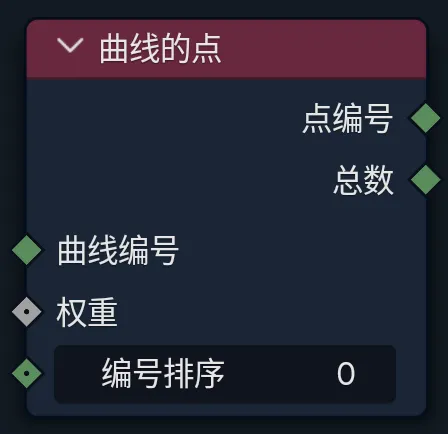 曲线的点
点编号
总数
曲线编号
权重
编号排序 0